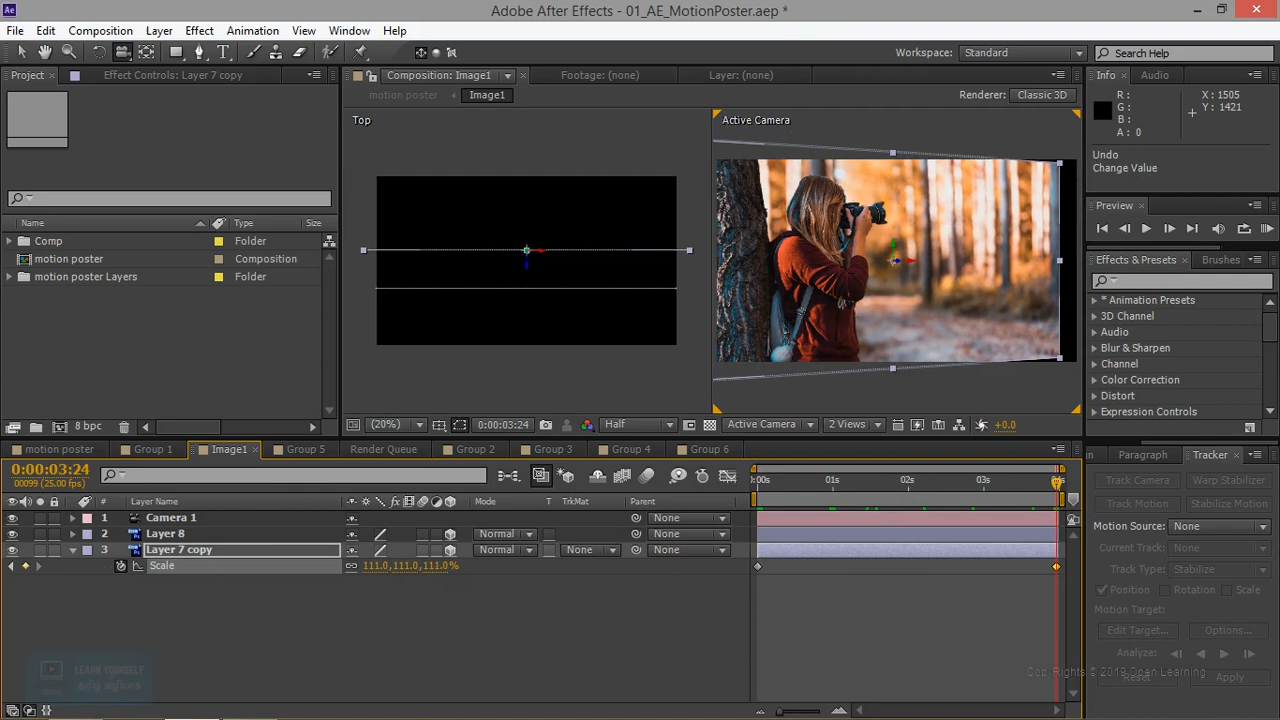 Adobe After Effects - 01_AE_MotionPoster.aep *
File Edit Composition Layer Effect Animation View Window Help
Workspace: Standard Search Help
Project Effect Controls: Layer 7 copy Composition: Image1 Footage: (none) Layer: (none) Info Audio
motion poster Image1 Renderer: Classic 3D
R: G: B: A: 0
X: 1505
Y: 1421
Top Active Camera
Undo
Change Value
Preview
Name Type Size
Comp Folder
motion poster Composition
motion poster Layers Folder
Effects & Presets Brushes
* Animation Presets
3D Channel
Audio
Blur & Sharpen
Channel
Color Correction
Distort
Expression Controls
8 bpc (20%) 0:00:03:24 Half Active Camera 2 Views +0.0
motion poster Group 1 Image1 Group 5 Render Queue Group 2 Group 3 Group 4 Group 6
0:00:03:24
00099 (25.00 fps)
:00s 01s 02s 03s
# Layer Name Mode T TrkMat Parent
1 Camera 1 None
2 Layer 8 Normal None
3 Layer 7 copy Normal None None
Scale 111.0,111.0,111.0%
Paragraph Tracker
Track Camera Warp Stabilizer
Track Motion Stabilize Motion
Motion Source: None
Current Track: None
Track Type: Stabilize
Position Rotation Scale
Motion Target:
Edit Target... Options...
Analyze:
Reset Apply
LEARN YOURSELF
Copi Rights © 2019 Open Learning